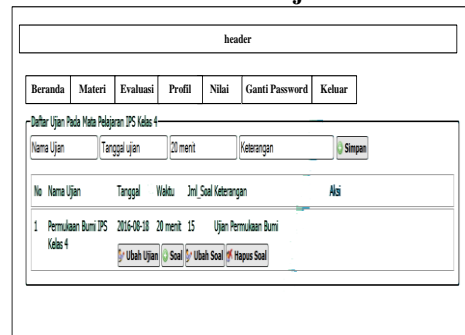 header
Beranda Materi Evaluasi Profil Nilai Ganti Password Keluar
Daftar Ujian Pada Mata Pelajaran IPS Kelas 4
Nama Ujian Tanggal ujian 20 menit Keterangan Simpan
No Nama Ujian Tanggal Waktu Jml_Soal Keterangan Aksi
1 Permukaan Bumi IPS 2016-08-18 20 menit 15 Ujian Permukaan Bumi
Kelas 4
Ubah Ujian Soal Ubah Soal Hapus Soal